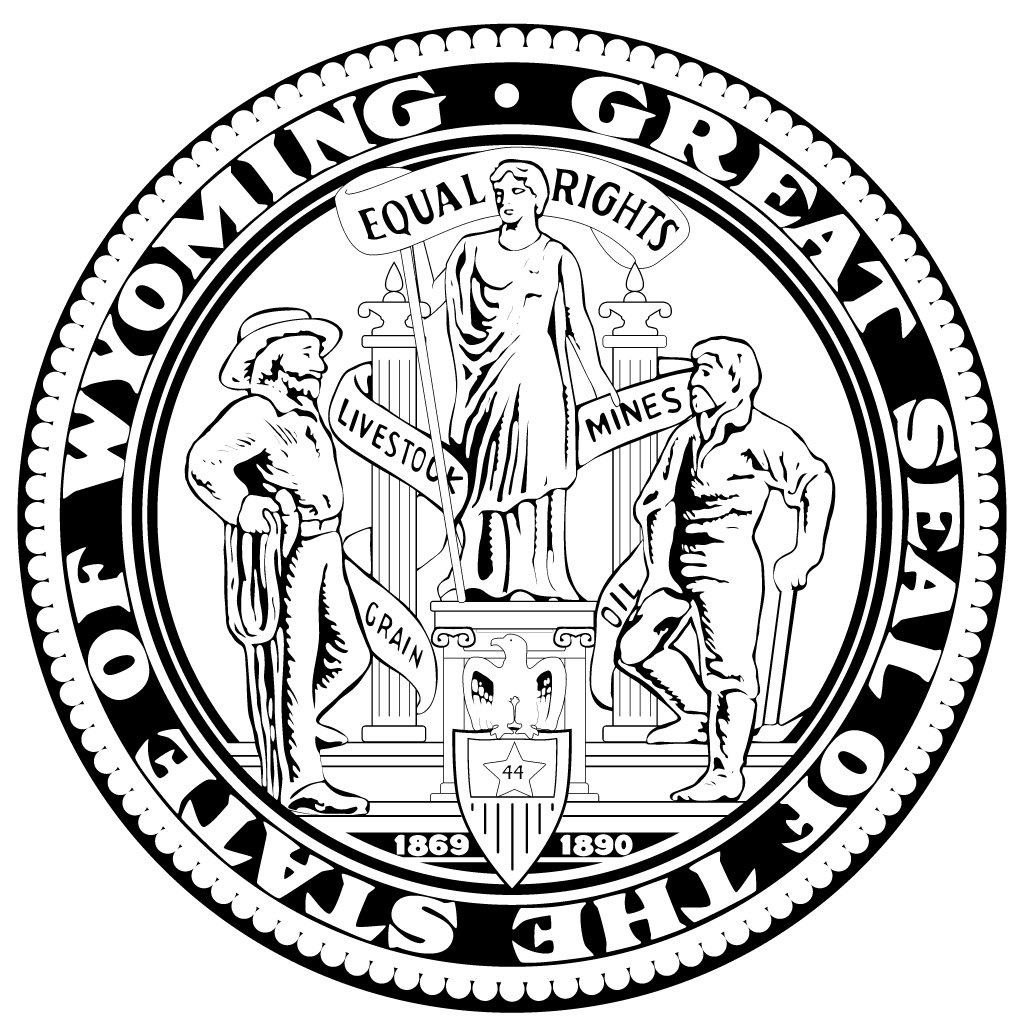 GREAT SEAL OF THE STATE OF WYOMING •
EQUAL RIGHTS
LIVESTOCK
MINES
GRAIN
OIL
44
1869 1890